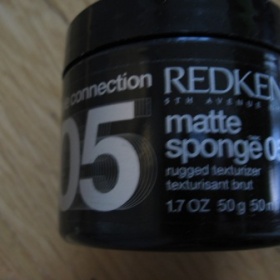 connection
REDKEN
5TH AVENUE
05
matte
sponge 05
rugged texturizer
texturisant brut
1.7 OZ 50 g 50 m